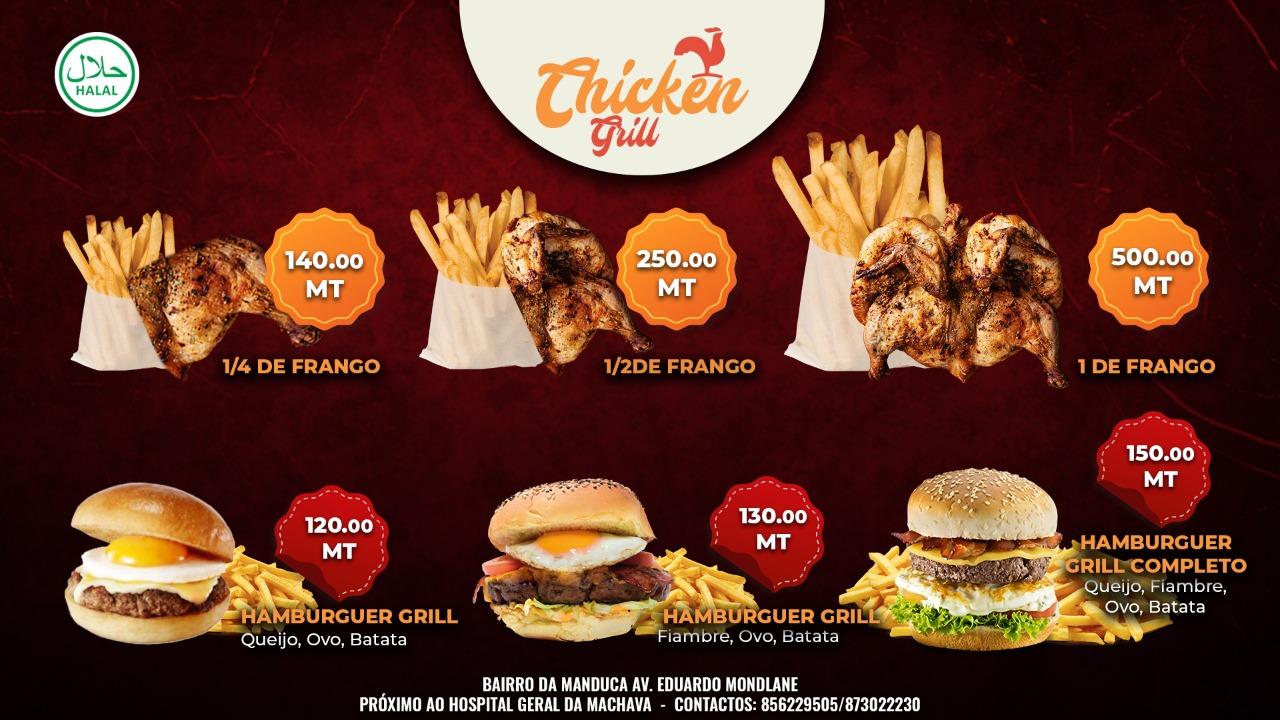 حلال
HALAL
Chicken
Grill
140.00
MT
1/4 DE FRANGO
250.00
MT
1/2DE FRANGO
500.00
MT
1 DE FRANGO
120.00
MT
HAMBURGUER GRILL
Queijo, Ovo, Batata
130.00
MT
HAMBURGUER GRILL
Fiambre, Ovo, Batata
150.00
MT
HAMBURGUER
GRILL COMPLETO
Queijo, Fiambre,
Ovo, Batata
BAIRRO DA MANDUCA AV. EDUARDO MONDLANE
PRÓXIMO AO HOSPITAL GERAL DA MACHAVA - CONTACTOS: 856229505/873022230